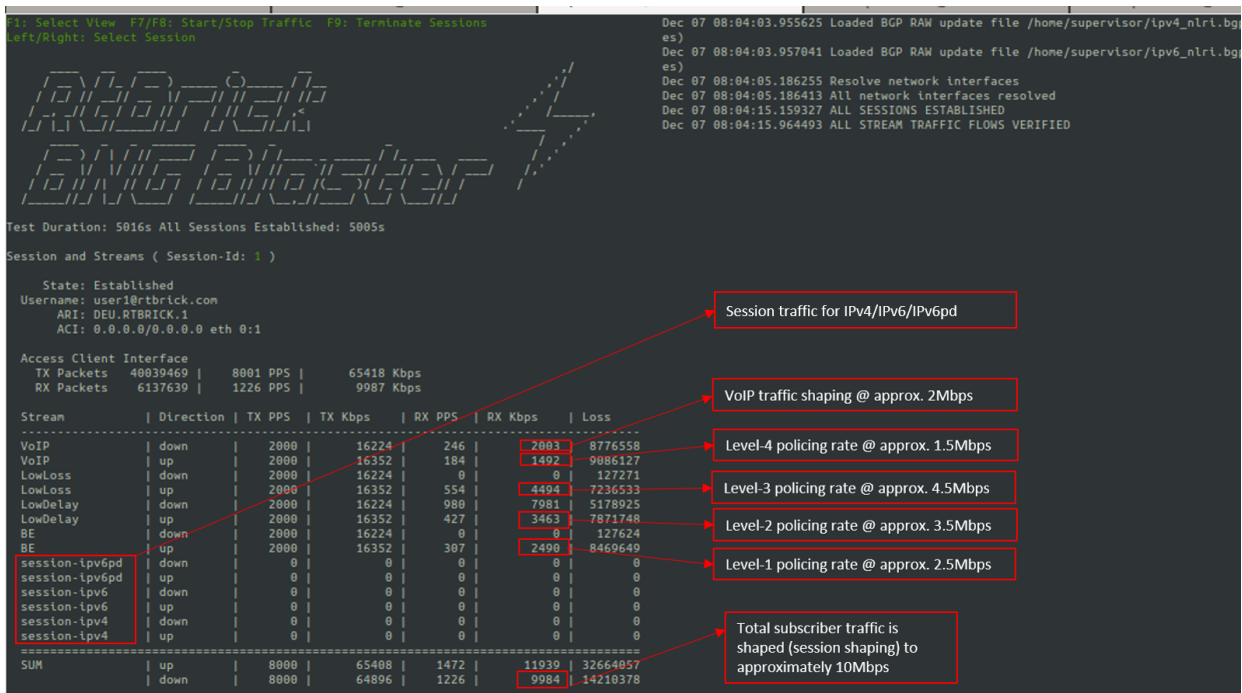 F1: Select View  F7/F8: Start/Stop Traffic  F9: Terminate Sessions
Left/Right: Select Session
RtBrick
BNG Blaster
Test Duration: 5016s All Sessions Established: 5005s
Session and Streams ( Session-Id: 1 )
State: Established
Username: user1@rtbrick.com
ARI: DEU.RTBRICK.1
ACI: 0.0.0.0/0.0.0.0 eth 0:1
Access Client Interface
TX Packets 40039469 | 8001 PPS | 65418 Kbps
RX Packets 6137639 | 1226 PPS | 9987 Kbps
Stream | Direction | TX PPS | TX Kbps | RX PPS | RX Kbps | Loss
VoIP | down | 2000 | 16224 | 246 | 2003 | 8776558
VoIP | up | 2000 | 16352 | 184 | 1492 | 9086127
LowLoss | down | 2000 | 16224 | 0 | 0 | 127271
LowLoss | up | 2000 | 16352 | 554 | 4494 | 7236533
LowDelay | down | 2000 | 16224 | 980 | 7981 | 5178925
LowDelay | up | 2000 | 16352 | 427 | 3463 | 7871748
BE | down | 2000 | 16224 | 0 | 0 | 127624
BE | up | 2000 | 16352 | 307 | 2490 | 8469649
session-ipv6pd | down | 0 | 0 | 0 | 0 | 0
session-ipv6pd | up | 0 | 0 | 0 | 0 | 0
session-ipv6 | down | 0 | 0 | 0 | 0 | 0
session-ipv6 | up | 0 | 0 | 0 | 0 | 0
session-ipv4 | down | 0 | 0 | 0 | 0 | 0
session-ipv4 | up | 0 | 0 | 0 | 0 | 0
SUM | up | 8000 | 65408 | 1472 | 11939 | 32664057
| down | 8000 | 64896 | 1226 | 9984 | 14210378
Dec 07 08:04:03.955625 Loaded BGP RAW update file /home/supervisor/ipv4_nlri.bgp
es)
Dec 07 08:04:03.957041 Loaded BGP RAW update file /home/supervisor/ipv6_nlri.bgp
es)
Dec 07 08:04:05.186255 Resolve network interfaces
Dec 07 08:04:05.186413 All network interfaces resolved
Dec 07 08:04:15.159327 ALL SESSIONS ESTABLISHED
Dec 07 08:04:15.964493 ALL STREAM TRAFFIC FLOWS VERIFIED
Session traffic for IPv4/IPv6/IPv6pd
VoIP traffic shaping @ approx. 2Mbps
Level-4 policing rate @ approx. 1.5Mbps
Level-3 policing rate @ approx. 4.5Mbps
Level-2 policing rate @ approx. 3.5Mbps
Level-1 policing rate @ approx. 2.5Mbps
Total subscriber traffic is
shaped (session shaping) to
approximately 10Mbps